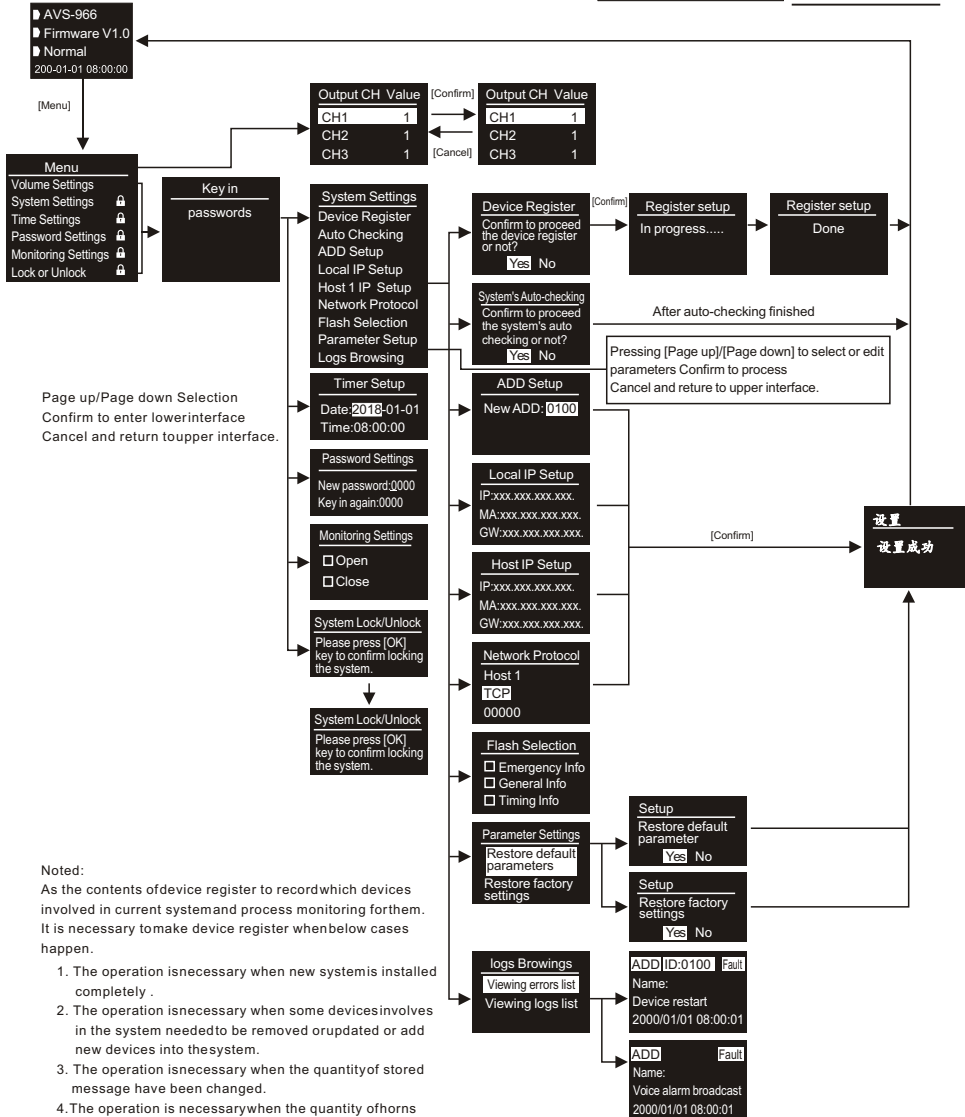 AVS-966
Firmware V1.0
Normal
200-01-01 08:00:00
[Menu]
Output CH Value
CH1 1
CH2 1
CH3 1
[Confirm]
[Cancel]
Output CH Value
CH1 1
CH2 1
CH3 1
Menu
Volume Settings
System Settings
Time Settings
Password Settings
Monitoring Settings
Lock or Unlock
Key in
passwords
System Settings
Device Register
Auto Checking
ADD Setup
Local IP Setup
Host 1 IP Setup
Network Protocol
Flash Selection
Parameter Setup
Logs Browsing
Device Register
Confirm to proceed
the device register
or not?
Yes No
[Confirm]
Register setup
In progress.....
Register setup
Done
System's Auto-checking
Confirm to proceed
the system's auto
checking or not?
Yes No
After auto-checking finished
Pressing [Page up]/[Page down] to select or edit
parameters Confirm to process
Cancel and reture to upper interface.
Page up/Page down Selection
Confirm to enter lowerinterface
Cancel and return toupper interface.
Timer Setup
Date:2018-01-01
Time:08:00:00
ADD Setup
New ADD: 0100
Password Settings
New password:0000
Key in again:0000
Local IP Setup
IP:xxx.xxx.xxx.xxx.
MA:xxx.xxx.xxx.xxx.
GW:xxx.xxx.xxx.xxx.
Monitoring Settings
Open
Close
[Confirm]
设置
设置成功
Host IP Setup
IP:xxx.xxx.xxx.xxx.
MA:xxx.xxx.xxx.xxx.
GW:xxx.xxx.xxx.xxx.
System Lock/Unlock
Please press [OK]
key to confirm locking
the system.
Network Protocol
Host 1
TCP
00000
System Lock/Unlock
Please press [OK]
key to confirm locking
the system.
Flash Selection
Emergency Info
General Info
Timing Info
Parameter Settings
Restore default
parameters
Restore factory
settings
Setup
Restore default
parameter
Yes No
Setup
Restore factory
settings
Yes No
logs Browings
Viewing errors list
Viewing logs list
ADD ID:0100 Fault
Name:
Device restart
2000/01/01 08:00:01
ADD Fault
Name:
Voice alarm broadcast
2000/01/01 08:00:01
Noted:
As the contents ofdevice register to recordwhich devices
involved in current systemand process monitoring forthem.
It is necessary tomake device register whenbelow cases
happen.
1. The operation isnecessary when new systemis installed
completely .
2. The operation isnecessary when some devicesinvolves
in the system neededto be removed orupdated or add
new devices into thesystem.
3. The operation isnecessary when the quantityof stored
message have been changed.
4.The operation is necessarywhen the quantity ofhorns